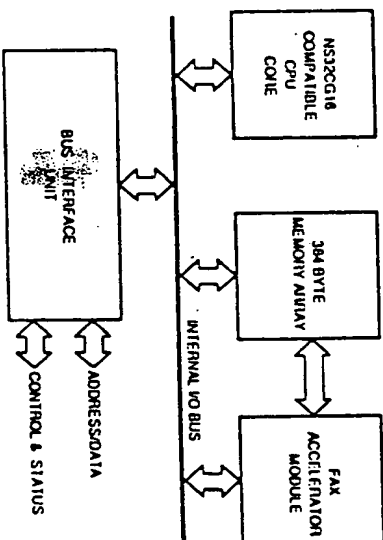 NS32CG16
COMPATIBLE
CPU
CORE
384 BYTE
MEMORY ARRAY
FAX
ACCELERATOR
MODULE
INTERNAL I/O BUS
BUS INTERFACE
UNIT
ADDRESS/DATA
CONTROL & STATUS